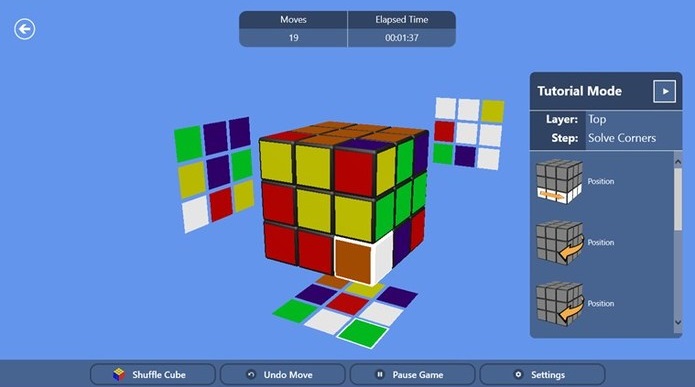 Moves
Elapsed Time
19
00:01:37
Tutorial Mode
Layer: Top
Step: Solve Corners
Position
Position
Position
Shuffle Cube
Undo Move
Pause Game
Settings